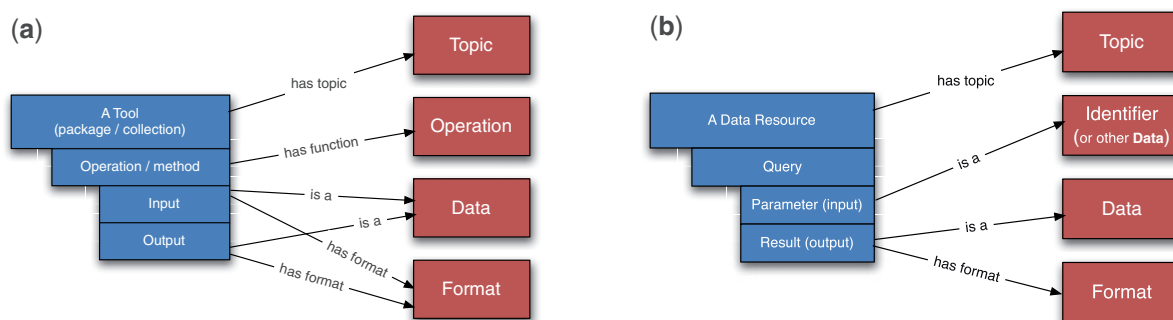 (a)
Topic
has topic
A Tool
(package / collection)
Operation
Operation / method
has function
is a
Input
Data
is a
Output
has format
has format
Format
(b)
Topic
has topic
A Data Resource
Identifier
(or other Data)
Query
is a
Parameter (input)
Data
is a
Result (output)
has format
Format